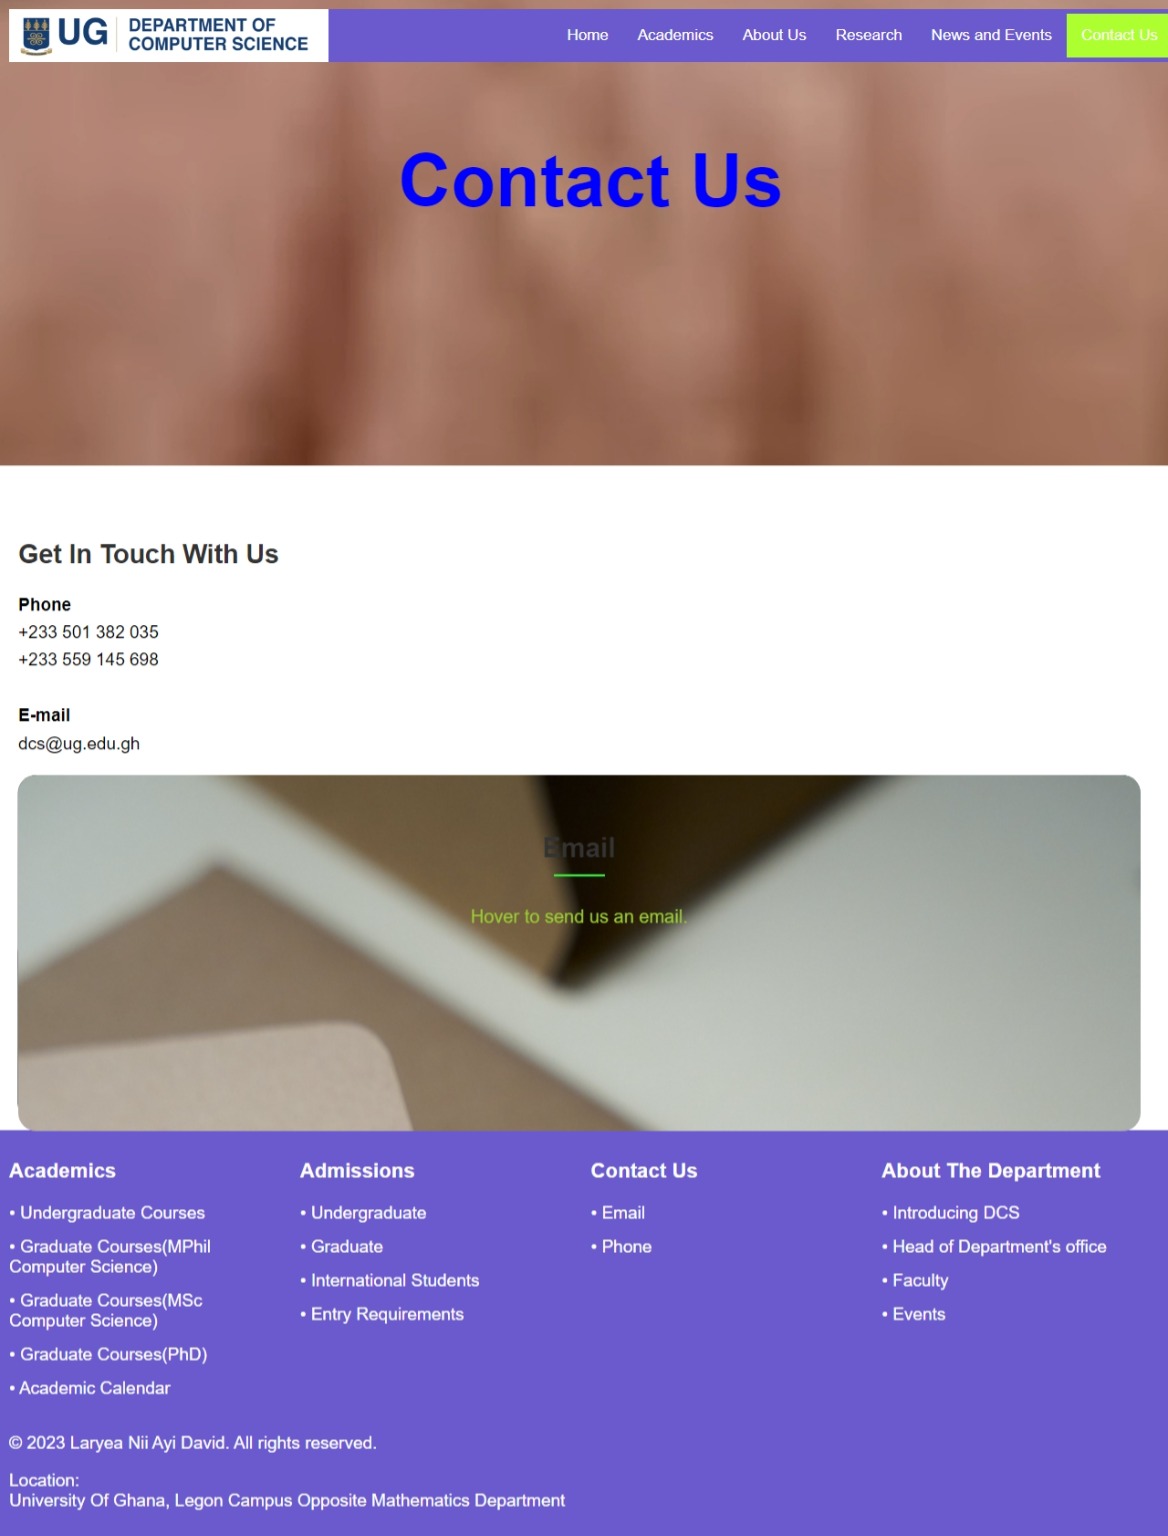 UG DEPARTMENT OF
COMPUTER SCIENCE
Home Academics About Us Research News and Events Contact Us
Contact Us
Get In Touch With Us
Phone
+233 501 382 035
+233 559 145 698
E-mail
dcs@ug.edu.gh
Email
Hover to send us an email.
Academics
• Undergraduate Courses
• Graduate Courses(MPhil
Computer Science)
• Graduate Courses(MSc
Computer Science)
• Graduate Courses(PhD)
• Academic Calendar
Admissions
• Undergraduate
• Graduate
• International Students
• Entry Requirements
Contact Us
• Email
• Phone
About The Department
• Introducing DCS
• Head of Department's office
• Faculty
• Events
© 2023 Laryea Nii Ayi David. All rights reserved.
Location:
University Of Ghana, Legon Campus Opposite Mathematics Department